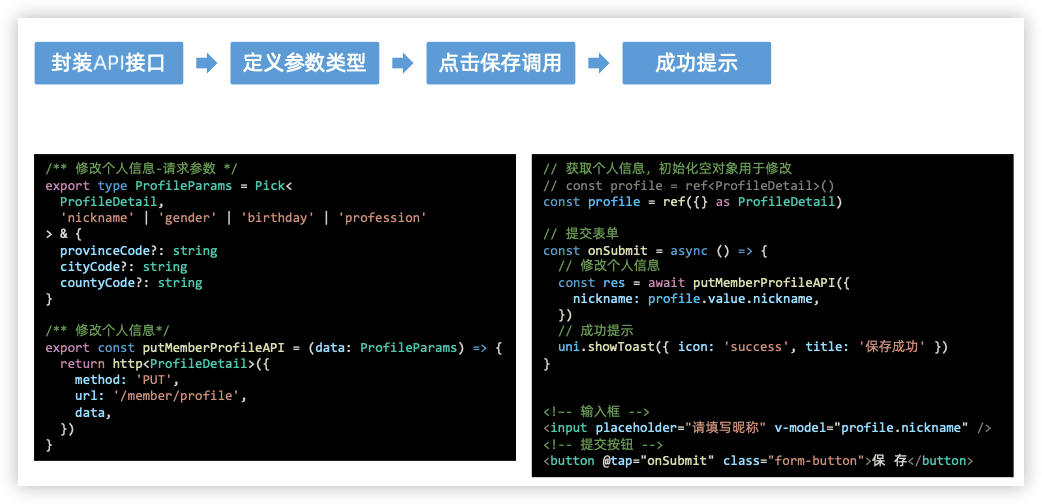 封装API接口
定义参数类型
点击保存调用
成功提示
/** 修改个人信息-请求参数 */
export type ProfileParams = Pick<
  ProfileDetail,
  'nickname' | 'gender' | 'birthday' | 'profession'
> & {
  provinceCode?: string
  cityCode?: string
  countyCode?: string
}
/** 修改个人信息*/
export const putMemberProfileAPI = (data: ProfileParams) => {
  return http<ProfileDetail>({
    method: 'PUT',
    url: '/member/profile',
    data,
  })
}
// 获取个人信息，初始化空对象用于修改
// const profile = ref<ProfileDetail>()
const profile = ref({} as ProfileDetail)
// 提交表单
const onSubmit = async () => {
  // 修改个人信息
  const res = await putMemberProfileAPI({
    nickname: profile.value.nickname,
  })
  // 成功提示
  uni.showToast({ icon: 'success', title: '保存成功' })
}
<!-- 输入框 -->
<input placeholder="请填写昵称" v-model="profile.nickname" />
<!-- 提交按钮 -->
<button @tap="onSubmit" class="form-button">保 存</button>